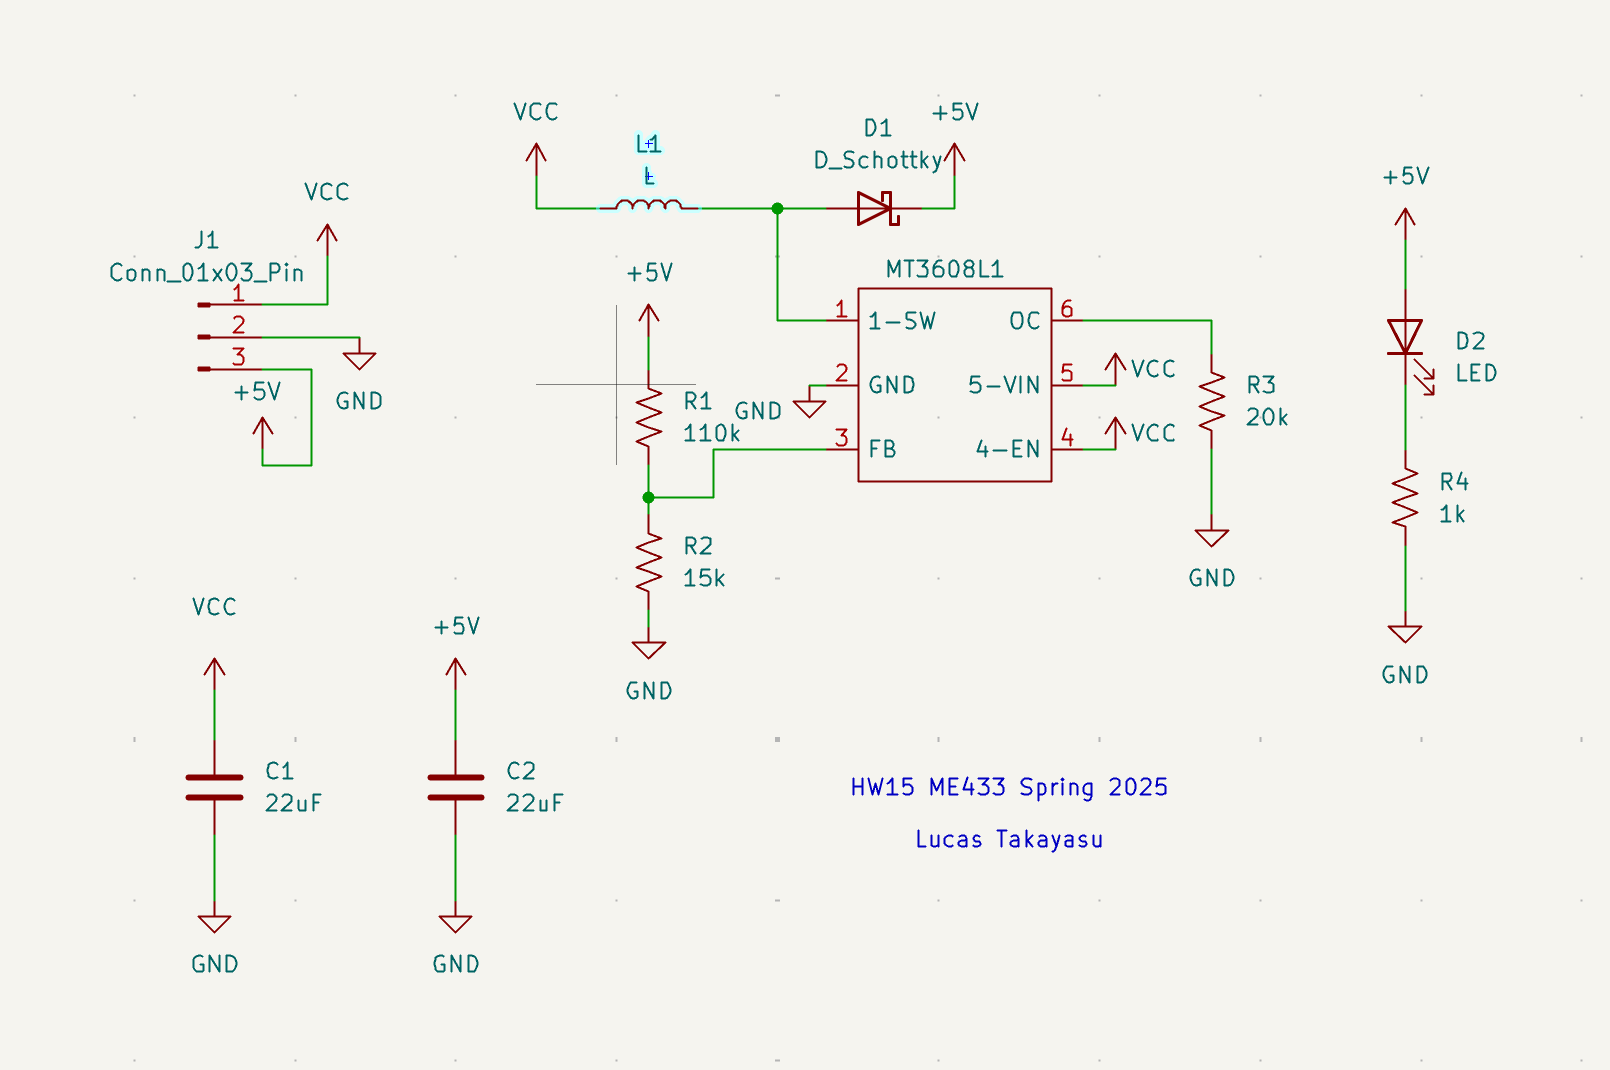 VCC
L1
L
D1
D_Schottky
+5V
+5V
VCC
J1
Conn_01x03_Pin
1
2
3
+5V
GND
+5V
R1
110k
GND
MT3608L1
1
1-SW
2
GND
3
FB
OC
6
5-VIN
5
VCC
4-EN
4
VCC
R3
20k
GND
D2
LED
R4
1k
GND
R2
15k
GND
VCC
C1
22uF
GND
+5V
C2
22uF
GND
HW15 ME433 Spring 2025
Lucas Takayasu